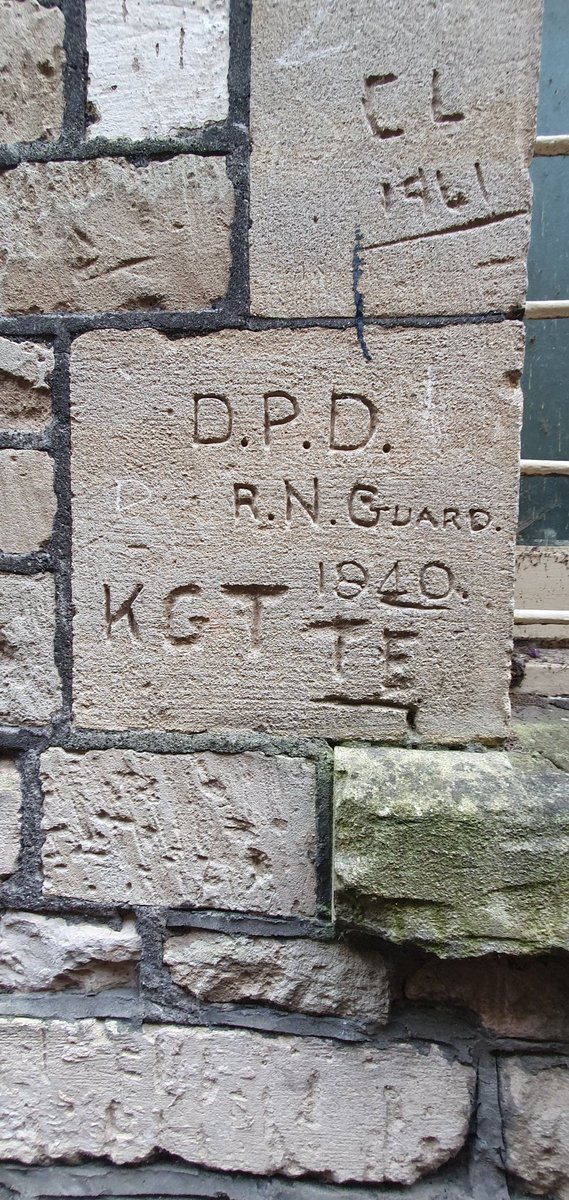 CL
1961
D.P.D.
R.N. GUARD.
1940.
KGT
TE